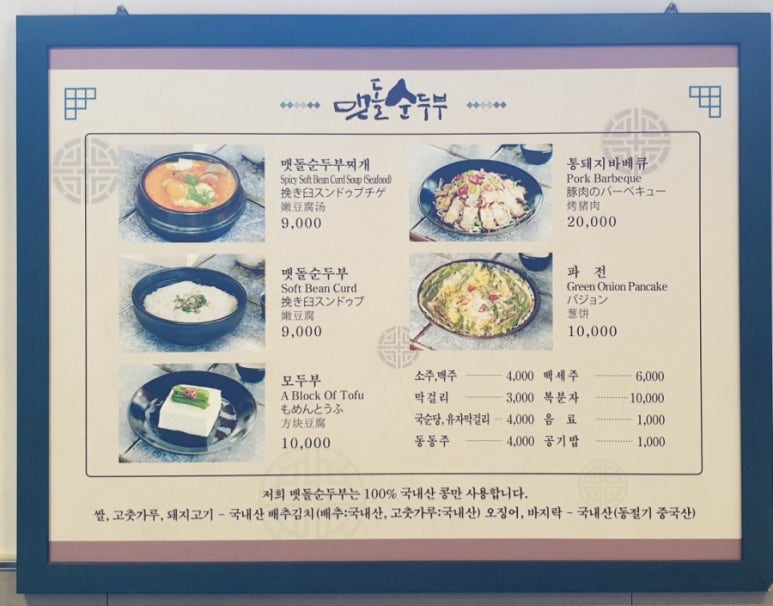 맷돌순두부
맷돌순두부찌개
Spicy Soft Bean Curd Soup (Seafood)
挽き臼スンドゥブチゲ
嫩豆腐汤
9,000
맷돌순두부
Soft Bean Curd
挽き臼スンドゥブ
嫩豆腐
9,000
모두부
A Block Of Tofu
もめんとうふ
方块豆腐
10,000
통돼지바베큐
Pork Barbeque
豚肉のバーベキュー
烤猪肉
20,000
파 전
Green Onion Pancake
パジョン
葱饼
10,000
소주,맥주 4,000 백세주 6,000
막걸리 3,000 복분자 10,000
국순당, 유자막걸리 4,000 음 료 1,000
동동주 4,000 공기밥 1,000
저희 맷돌순두부는 100% 국내산 콩만 사용합니다.
쌀, 고춧가루, 돼지고기 - 국내산 배추김치(배추:국내산, 고춧가루:국내산) 오징어, 바지락 - 국내산(동절기 중국산)